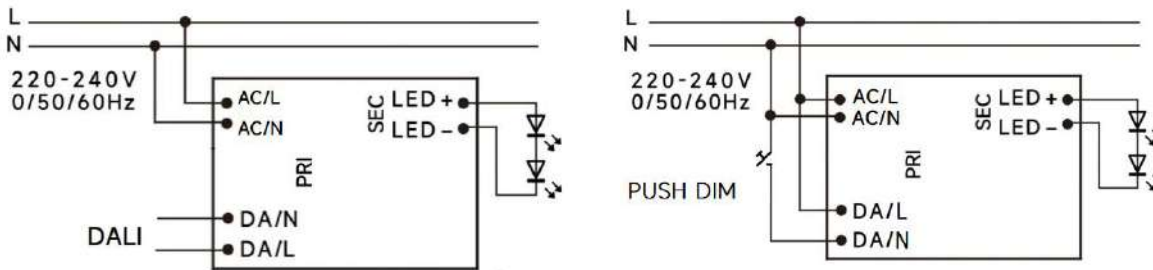 L
N
220-240V
0/50/60Hz
AC/L
AC/N
SEC
LED +
LED -
PRI
DALI
DA/N
DA/L
L
N
220-240V
0/50/60Hz
AC/L
AC/N
SEC
LED +
LED -
PRI
PUSH DIM
DA/L
DA/N